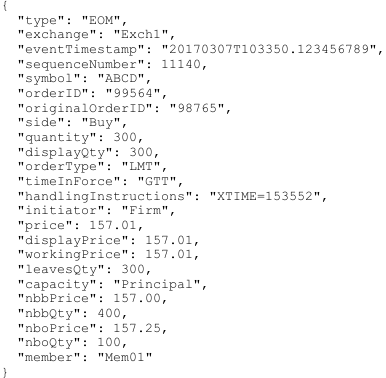 {
  "type": "EOM",
  "exchange": "Exch1",
  "eventTimestamp": "20170307T103350.123456789",
  "sequenceNumber": 11140,
  "symbol": "ABCD",
  "orderID": "99564",
  "originalOrderID": "98765",
  "side": "Buy",
  "quantity": 300,
  "displayQty": 300,
  "orderType": "LMT",
  "timeInForce": "GTT",
  "handlingInstructions": "XTIME=153552",
  "initiator": "Firm",
  "price": 157.01,
  "displayPrice": 157.01,
  "workingPrice": 157.01,
  "leavesQty": 300,
  "capacity": "Principal",
  "nbbPrice": 157.00,
  "nbbQty": 400,
  "nboPrice": 157.25,
  "nboQty": 100,
  "member": "Mem01"
}